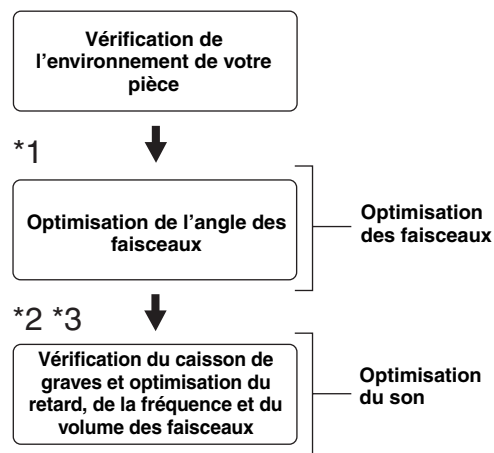 Vérification de
l'environnement de votre
pièce
*1
Optimisation de l'angle des
faisceaux
Optimisation
des faisceaux
*2 *3
Vérification du caisson de
graves et optimisation du
retard, de la fréquence et du
volume des faisceaux
Optimisation
du son